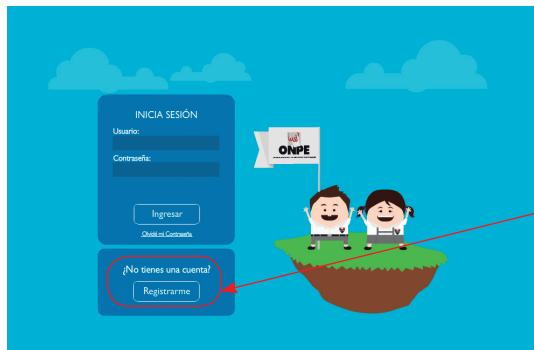 INICIA SESIÓN
Usuario:
Contraseña:
Ingresar
Olvidé mi Contraseña
¿No tienes una cuenta?
Registrarme
ONPE